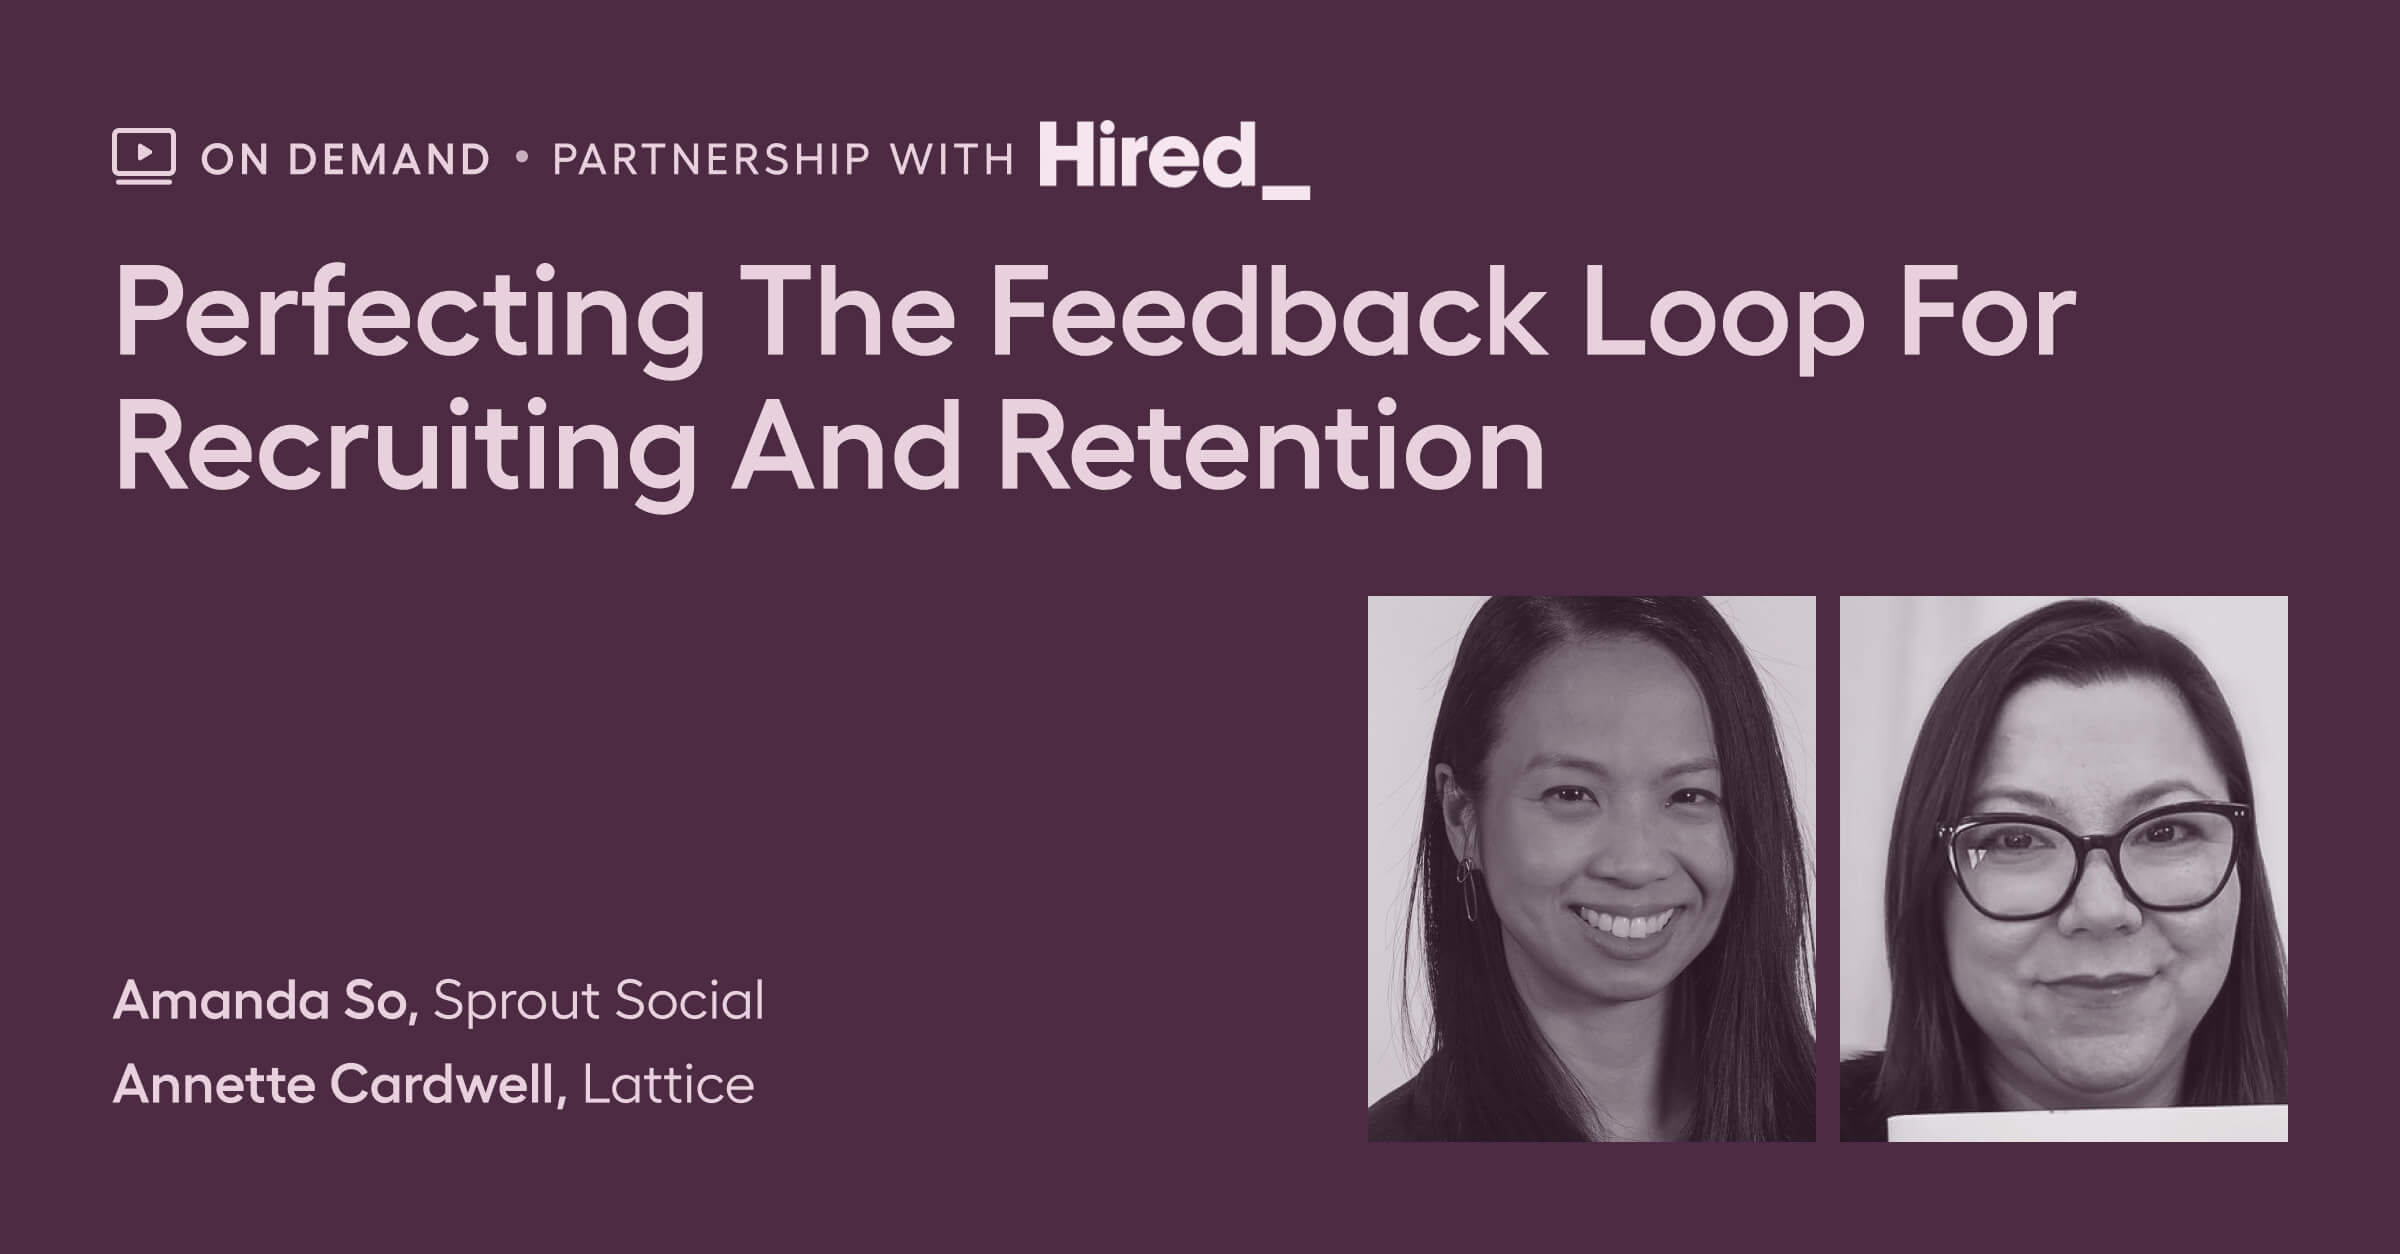 ON DEMAND • PARTNERSHIP WITH Hired_
Perfecting The Feedback Loop For
Recruiting And Retention
Amanda So, Sprout Social
Annette Cardwell, Lattice